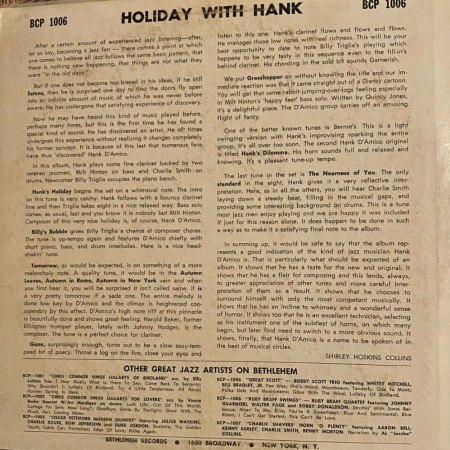 BCP 1006
HOLIDAY WITH HANK
BCP 1006
After a certain amount of experienced jazz listening—after,
let us say, becoming a jazz fan — there comes a point at which
one comes to believe all jazz follows the same beat pattern, that
there is nothing new happening, that things are not what they
were "in the old days."
But if one does not become too biased in his ideas, if he still
listens, then he is surprised one day to find the doors fly open
into an infinite amount of music of which he was never before
aware. He has undergone that satisfying experience of discovery.
Now we may have heard this kind of music played before,
perhaps many times, but this is the first time he has found a
special kind of sound. He has discovered an artist. He oft times
undergoes this experience without realizing it changes completely
his former concept. It is because of this that last numerous fans
have thus 'discovered' Hank D'Amico.
In this album, Hank plays some fine clarinet backed by two
veteran jazzmen, Milt Hinton on bass and Charlie Smith on
drums. Newcomer Billy Triglia occupies the piano chair.
Hank's Holiday begins the set on a whimsical note. The intro
on this tune is very catchy. Hank follows with a bouncy clarinet
line and then Triglia takes eight in a nice relaxed way. Bass solo
comes, as usual, last and you know it is nobody but Milt Hinton.
Composer of this very nice holiday is, of course, Hank D'Amico.
Billy's Bubble gives Billy Triglia a chance at composer chores.
The tune is up-tempo again and features D'Amico chiefly with
short piano, bass, and drum interludes. Here is a nice head-
shakin' tune.
Tomorrow, as would be expected, is on something of a more
melancholy note. A quality tune, it would be in the Autumn
Leaves, Autumn in Rome, Autumn in New York vein and when
you first hear it, you will be surprised it isn't called same. It is
a very pretty tomorrow if a sade one. The entire melody is
done low key by D'Amico and the climax is heightened con-
siderably by this affect. D'Amico's high note riff at this pinnacle
is beautifully done and shows great feeling. Harold Baker, former
Ellington trumpet player, lately with Johnny Hodges, is the
composer. The tune is a perfect choice for clarinet.
Gone, surprisingly enough, turns out to be a slow easy-tem-
poed bit of poesy. Throw a log on the fire, close your eyes and
listen to this one. Hank's clarinet flows and flows and flows.
He manages those low notes with real richness. This will be your
best opportunity to date to note Billy Triglia's playing which
happens to be very tasty in this sequence even to the fill-in's
behind clarinet. His chording in the solo bit sounds Garnerish.
We put Grasshopper on without knowing the title and our im-
mediate reaction was that it came straight out of a Disney cartoon.
You will get that same rabbit-jumping-over-the-meadow feeling
in Milt Hinton's 'happy feet' bass solo. Written by Quincy Jones,
it's a delightful piece. The D'Amico group carries off an amusing
flight of fanty.
One of the better known tunes is Bernie's. This is a light
swinging version with Hank's improvising sparking the entire
group. It's all over too soon. The second Hank D'Amico original
is titled Hank's Dilemma. His horn sounds full and relaxed and
knowing. It's a pleasant tune-up tempo.
The last tune in the set is The Nearness of You. The only
standard in the eight, Hank gives it a very reflective inter-
pretation. Here, as in all the others, you will hear Charlie Smith
laying down a steady beat, filling in the musical gaps, and
providing some interesting background on drums. This is a tune
most jazz men enjoy playing and we are happy it was included
if just for this reason alone. It does happen to be done in such
a way as to make it a satisfying note to conclude with.
In summing up, it would be safe to say that the album rep-
resents a good indication of the kind of jazz musician Hank
D'Amico is. That is particularly what should be expected of an
album. It shows that he has a taste for the new and original. It
shows that he has a flair for composing and this lends, always,
to greater appreciation of other tunes and more careful inter-
pretation of them as a result. It shows that he chooses to
surround himself with only the most competent musically. It
shows that he has an incline to whimsey and a wonderful sense
of humor. It shows too that he is an excellent technician, selecting
as his instrument one of the subtlest of horns, on which many
begin, but later find need to switch to a more obvious sound. It
shows, finally, that Hank D'Amico is a name to be spoken of in
the best of musical circles.
SHIRLEY HOSKINS COLLINS
OTHER GREAT JAZZ ARTISTS ON BETHLEHEM
BETHLEHEM RECORDS • 1650 BROADWAY • NEW YORK, N. Y.